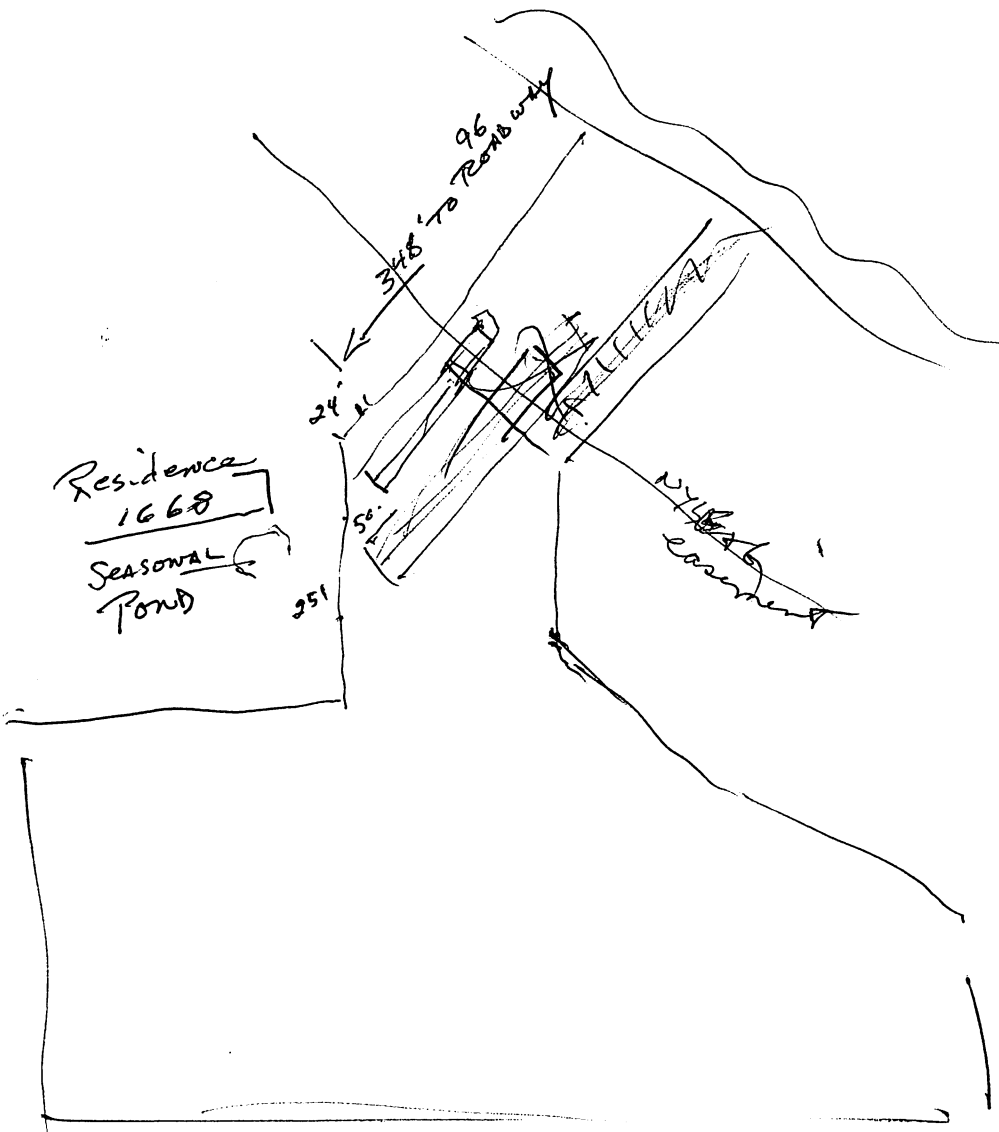 96
348' TO ROADWAY
24'
Residence
1668
SEASONAL
POND
50'
251
easement